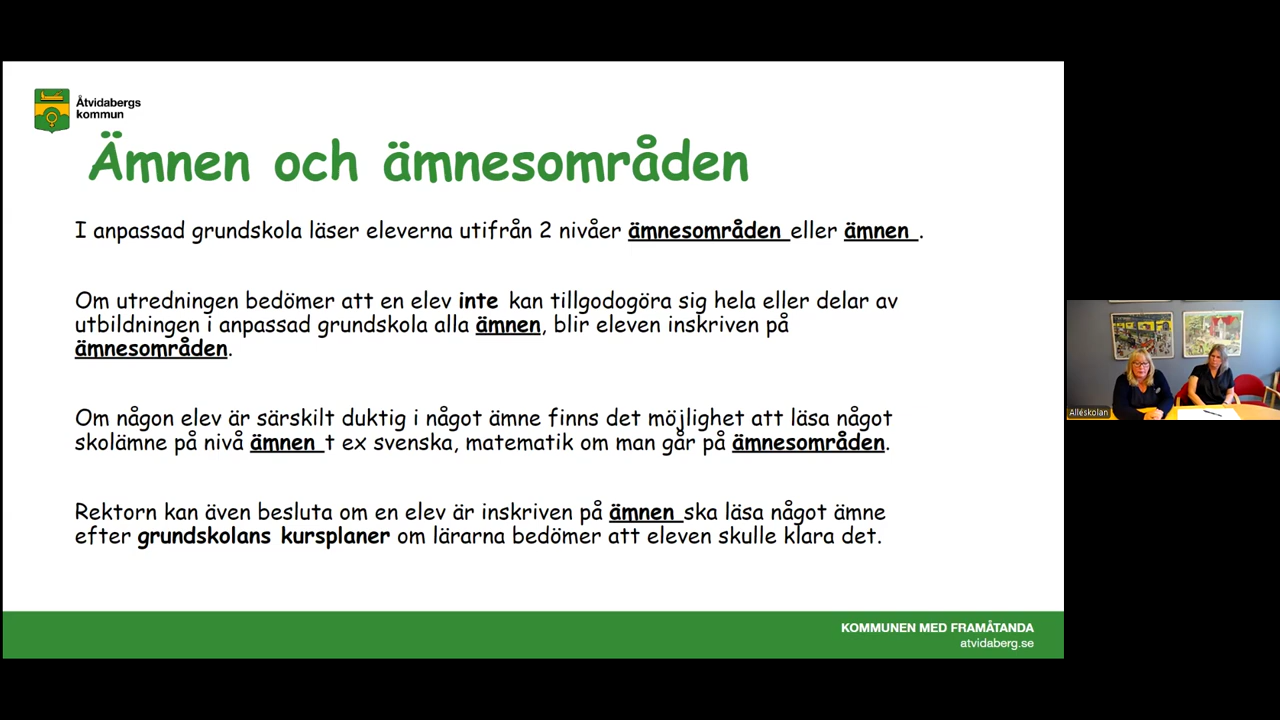 Åtvidabergs
kommun
Ämnen och ämnesområden
I anpassad grundskola läser eleverna utifrån 2 nivåer ämnesområden eller ämnen .
Om utredningen bedömer att en elev inte kan tillgodogöra sig hela eller delar av
utbildningen i anpassad grundskola alla ämnen, blir eleven inskriven på
ämnesområden.
Om någon elev är särskilt duktig i något ämne finns det möjlighet att läsa något
skolämne på nivå ämnen t ex svenska, matematik om man går på ämnesområden.
Rektorn kan även besluta om en elev är inskriven på ämnen ska läsa något ämne
efter grundskolans kursplaner om lärarna bedömer att eleven skulle klara det.
KOMMUNEN MED FRAMÅTANDA
atvidaberg.se
Alléskolan